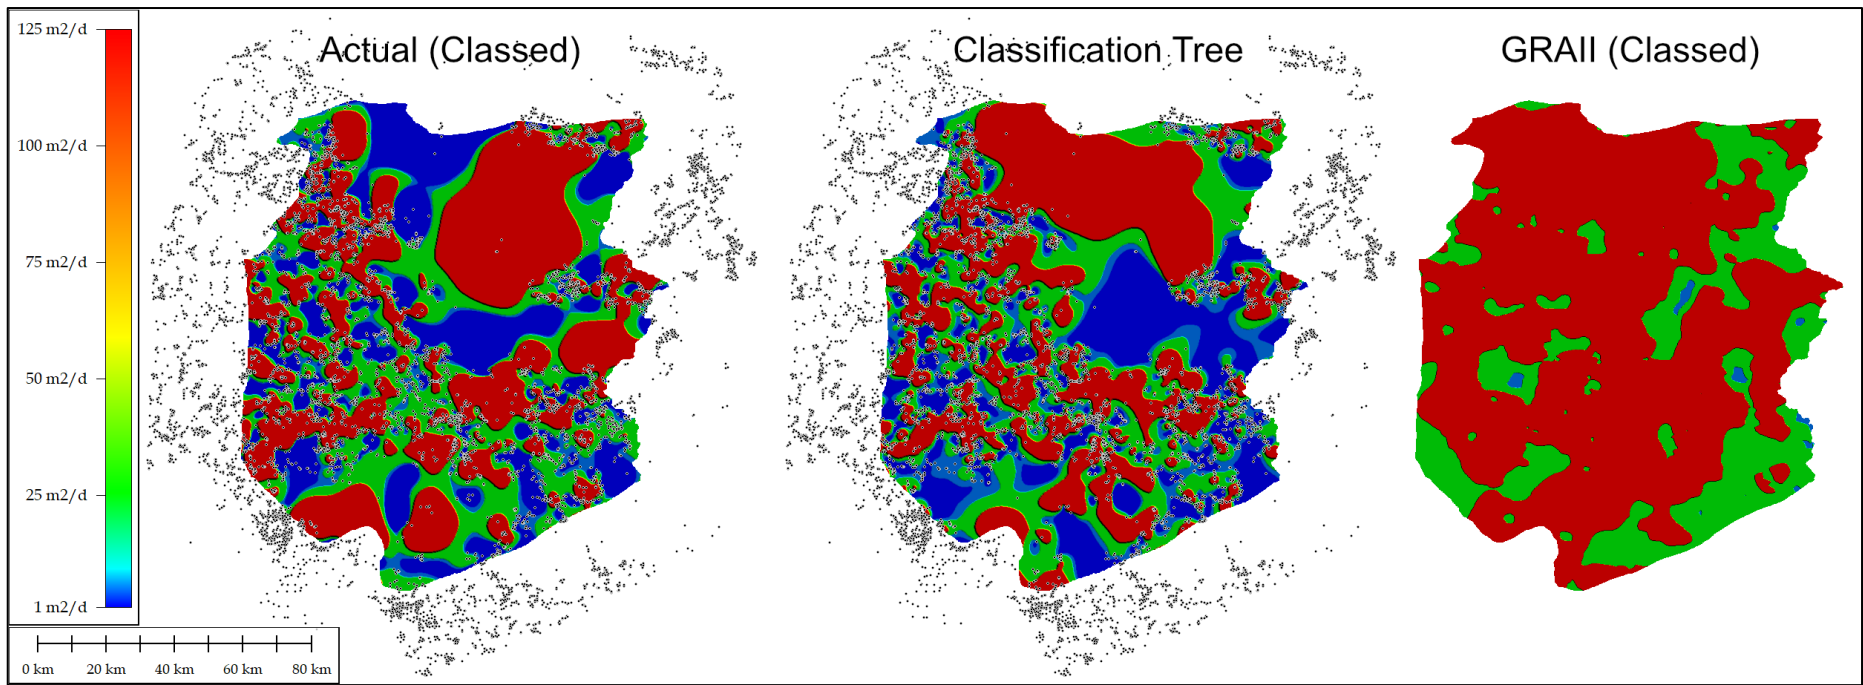 Actual (Classed)
Classification Tree
GRAII (Classed)
125 m2/d
100 m2/d
75 m2/d
50 m2/d
25 m2/d
1 m2/d
0 km 20 km 40 km 60 km 80 km